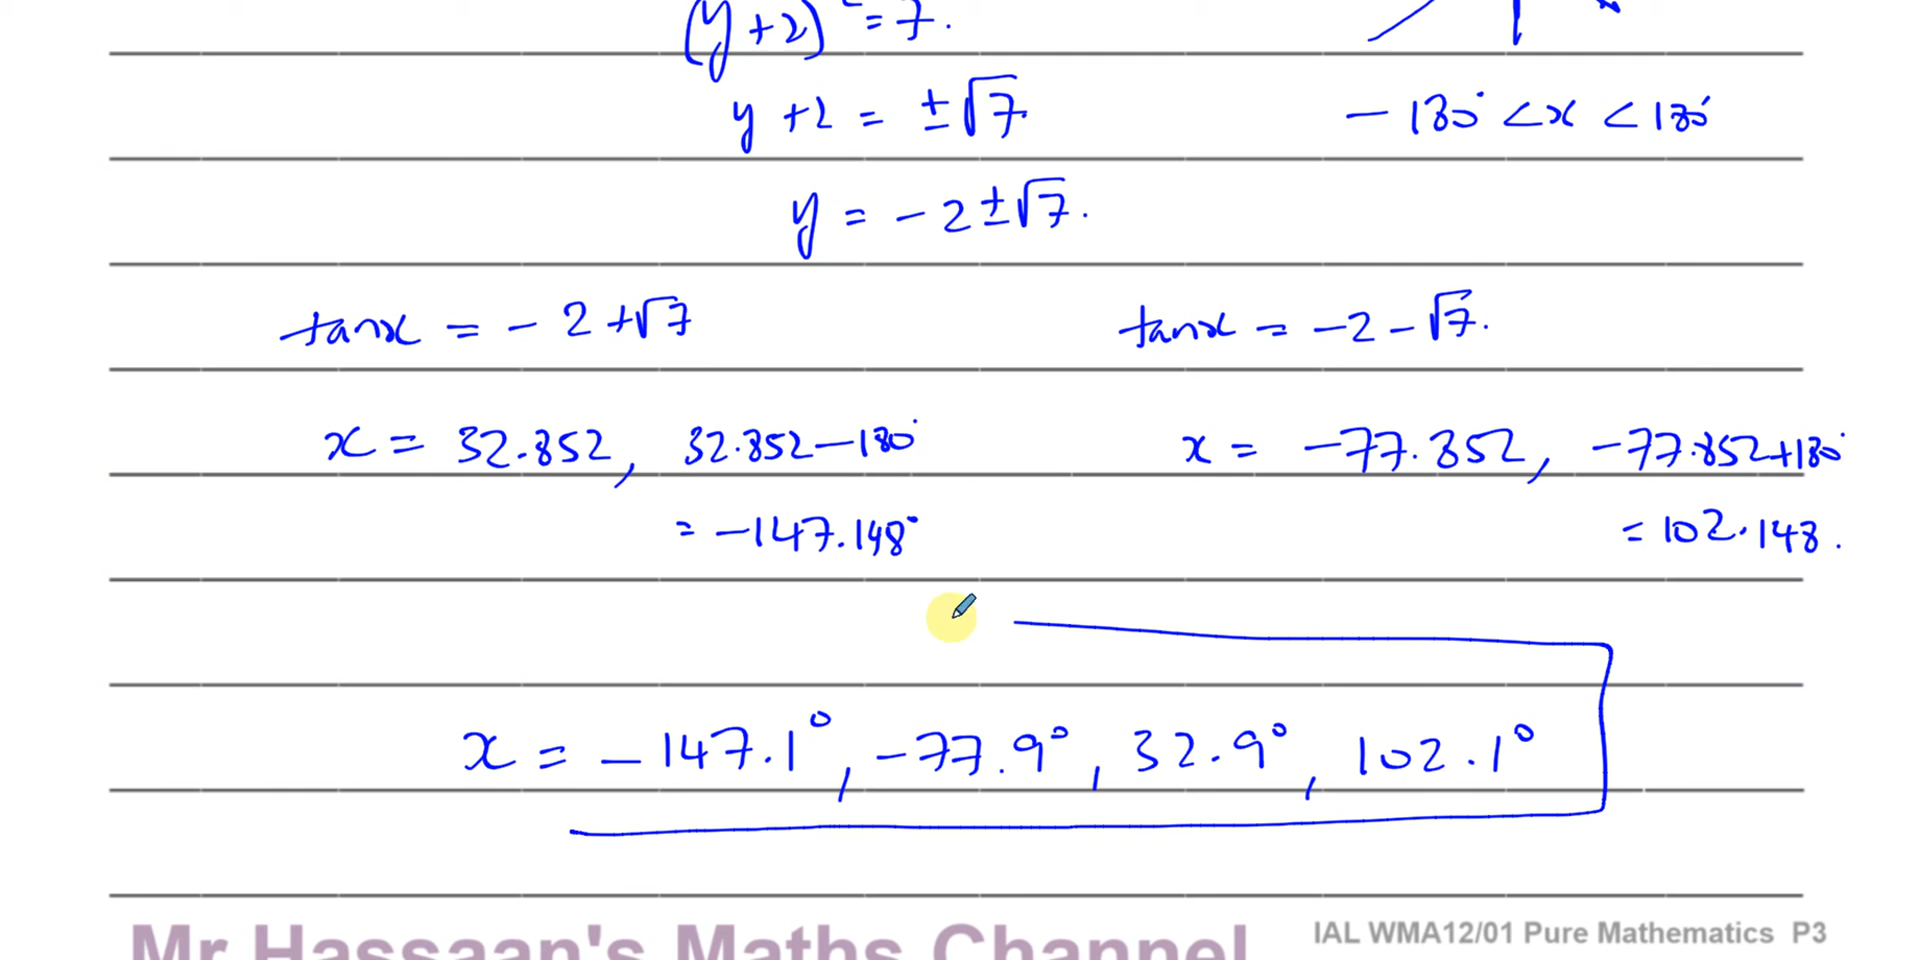 (y+2)² = 7.
y + 2 = ±√7
-180° < x < 180°
y = -2 ± √7.
tanx = -2 + √7
tanx = -2 - √7.
x = 32.852, 32.852-180°
x = -77.852, -77.852+180°
= -147.148°
= 102.148.
x = -147.1°, -77.9°, 32.9°, 102.1°
Mr Hassaan's Maths Channel
IAL WMA12/01 Pure Mathematics P3